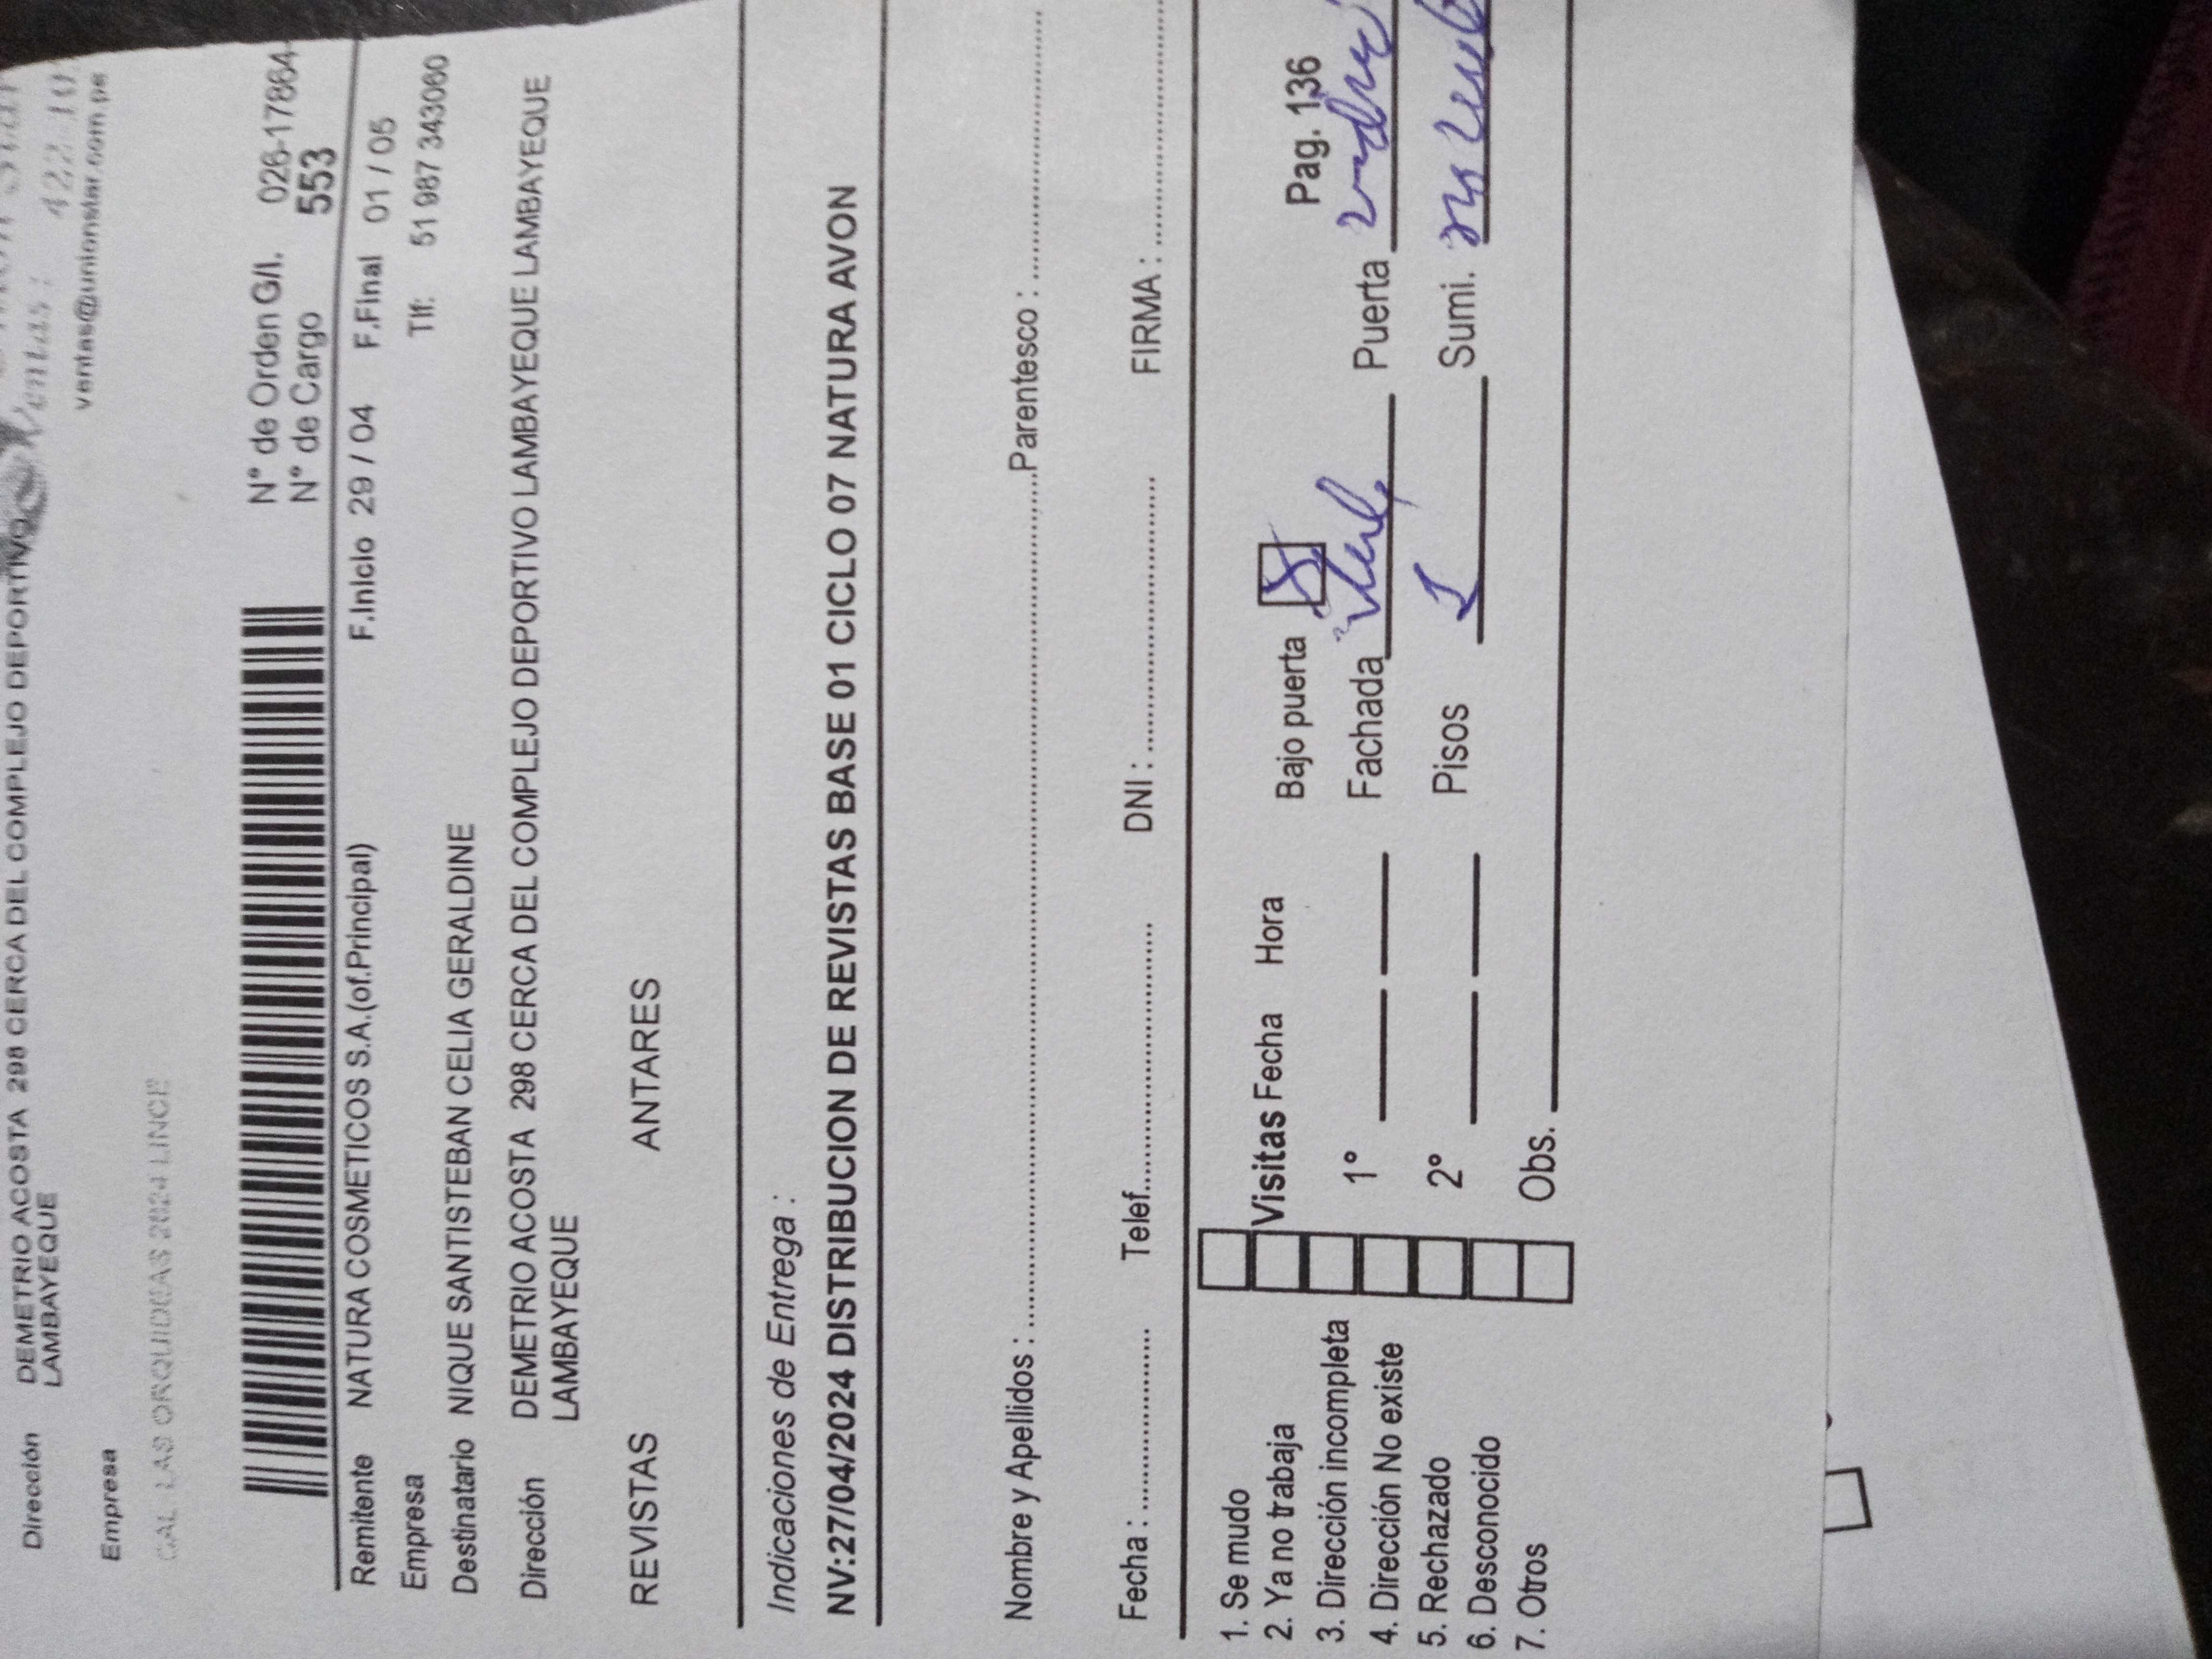 Dirección DEMETRIO ACOSTA 298 CERCA DEL COMPLEJO DEPORTIVO
LAMBAYEQUE
Ventas: 422-10
ventas@unionstar.com.pe
Empresa
CAL LAS ORQUIDIAS 2624 LINCE
N° de Orden G/I. 026-17864
N° de Cargo 553
F.Inicio 29 / 04 F.Final 01 / 05
Remitente NATURA COSMETICOS S.A.(of.Principal)
Empresa Tlf: 51 987 343060
Destinatario NIQUE SANTISTEBAN CELIA GERALDINE
Dirección DEMETRIO ACOSTA 298 CERCA DEL COMPLEJO DEPORTIVO LAMBAYEQUE LAMBAYEQUE
LAMBAYEQUE
REVISTAS ANTARES
Indicaciones de Entrega :
NV:27/04/2024 DISTRIBUCION DE REVISTAS BASE 01 CICLO 07 NATURA AVON
Nombre y Apellidos : Parentesco :
Fecha : Telef. DNI : FIRMA :
1. Se mudo
2. Ya no trabaja
3. Dirección incompleta
4. Dirección No existe
5. Rechazado
6. Desconocido
7. Otros
Visitas Fecha Hora Bajo puerta X Pag. 136
1° Fachada Puerta
2° Pisos 1 Sumi.
Obs.